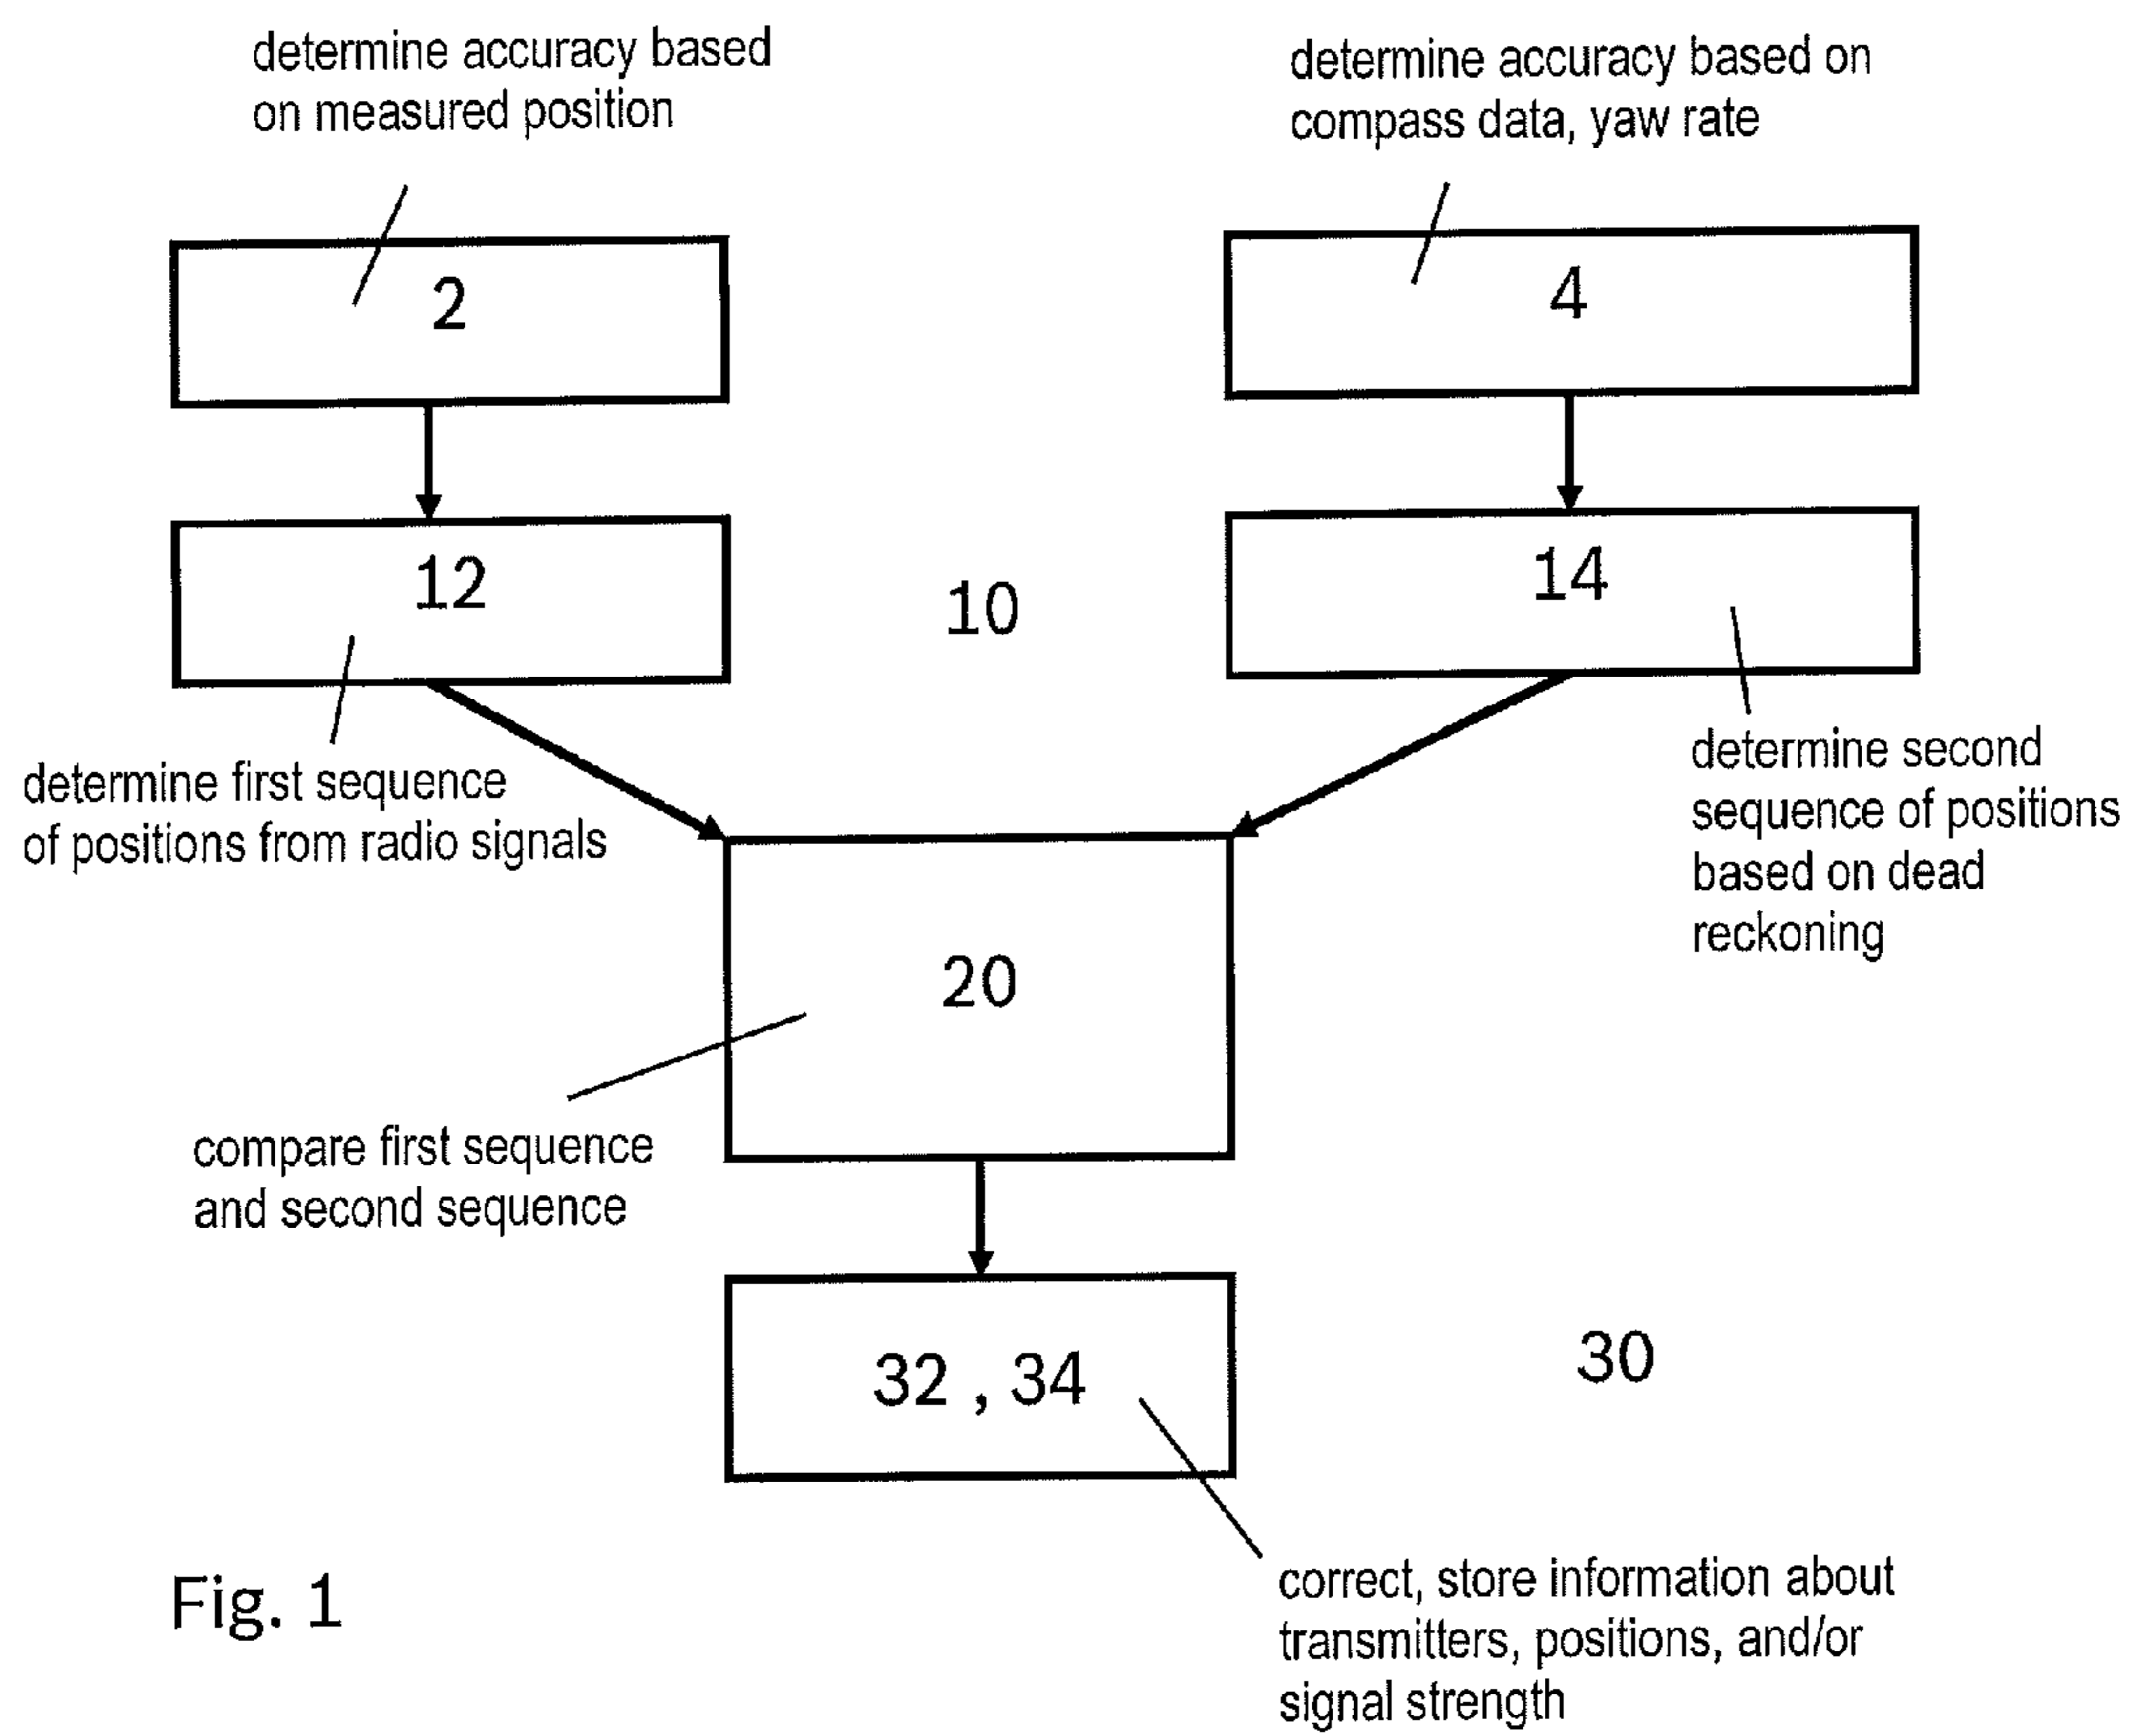 determine accuracy based
on measured position
determine accuracy based on
compass data, yaw rate
2
4
12
10
14
determine first sequence
of positions from radio signals
determine second
sequence of positions
based on dead
reckoning
20
compare first sequence
and second sequence
32 , 34
30
correct, store information about
transmitters, positions, and/or
signal strength
Fig. 1